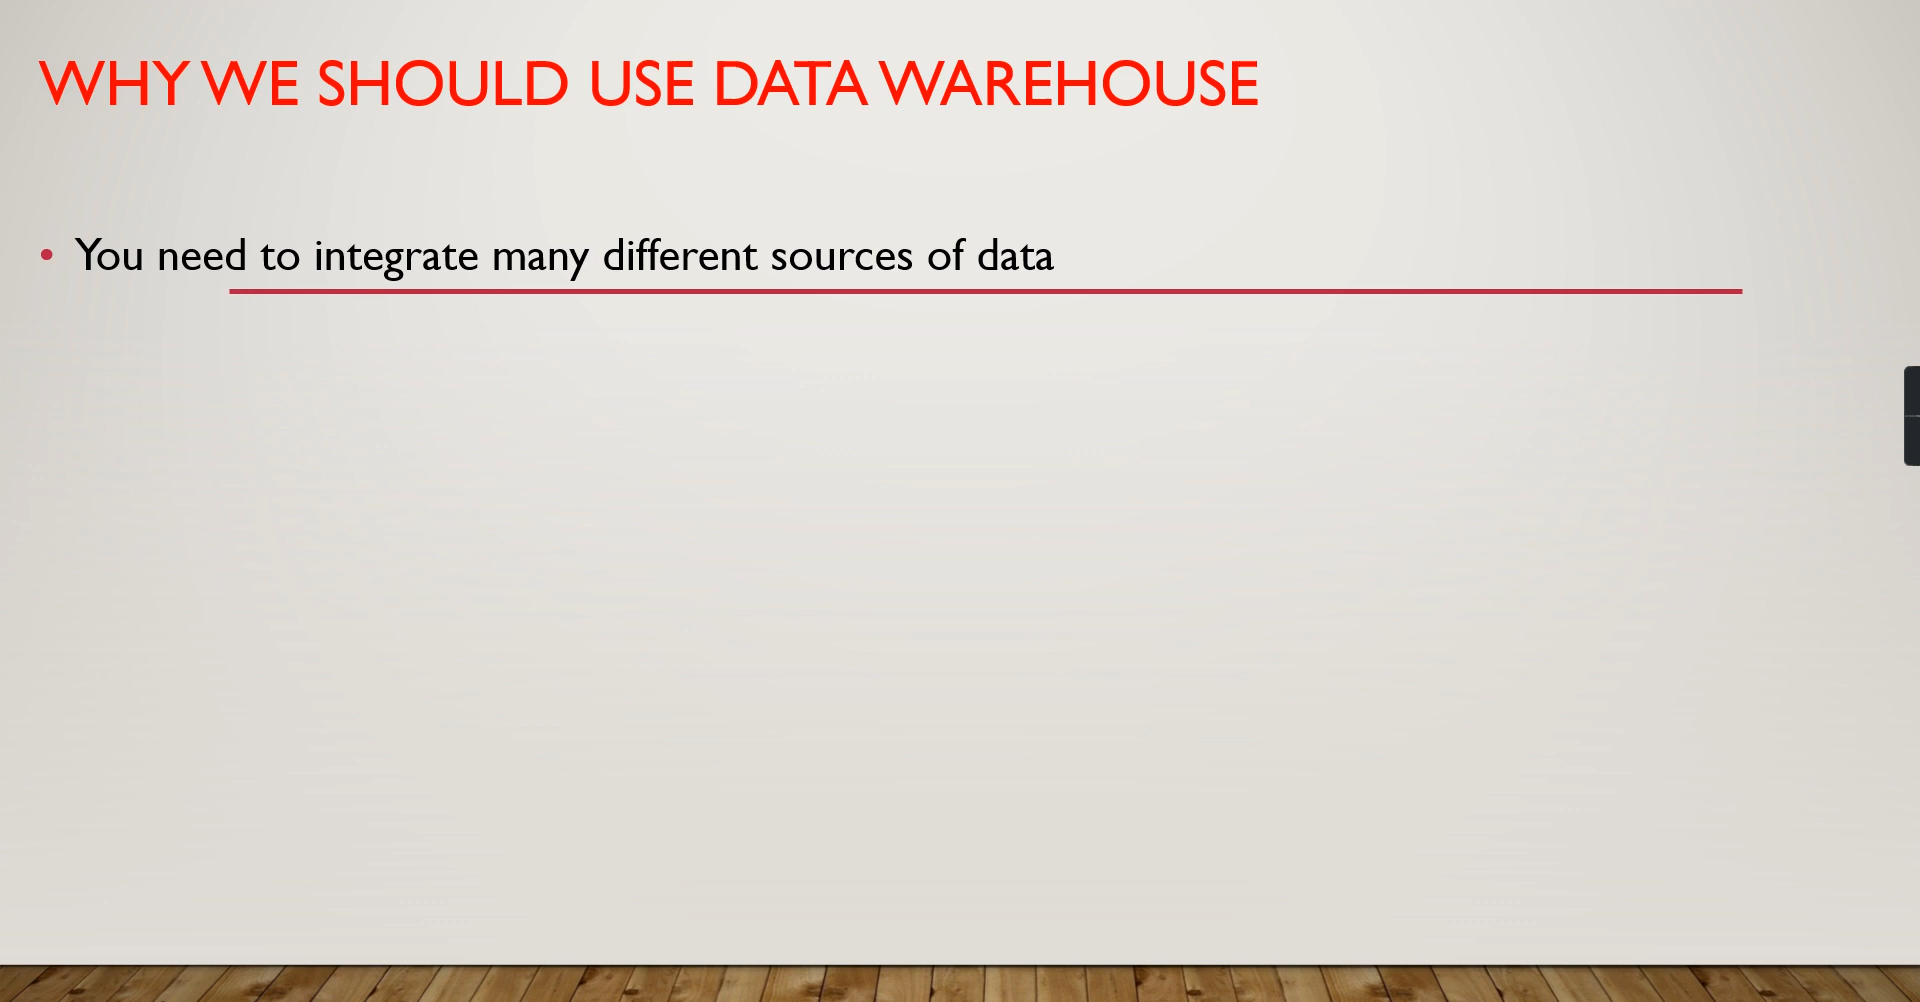 WHY WE SHOULD USE DATA WAREHOUSE
• You need to integrate many different sources of data